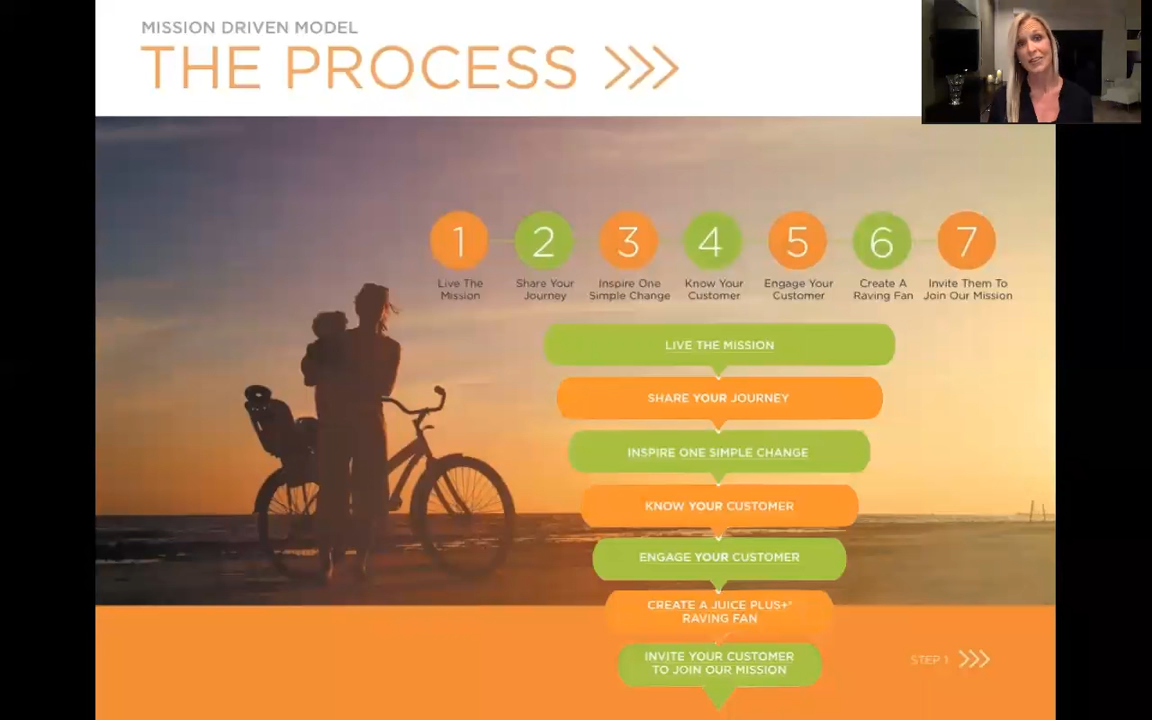 MISSION DRIVEN MODEL
THE PROCESS
1 2 3 4 5 6 7
Live The Mission
Share Your Journey
Inspire One Simple Change
Know Your Customer
Engage Your Customer
Create A Raving Fan
Invite Them To Join Our Mission
LIVE THE MISSION
SHARE YOUR JOURNEY
INSPIRE ONE SIMPLE CHANGE
KNOW YOUR CUSTOMER
ENGAGE YOUR CUSTOMER
CREATE A JUICE PLUS+®
RAVING FAN
INVITE YOUR CUSTOMER
TO JOIN OUR MISSION
STEP 1